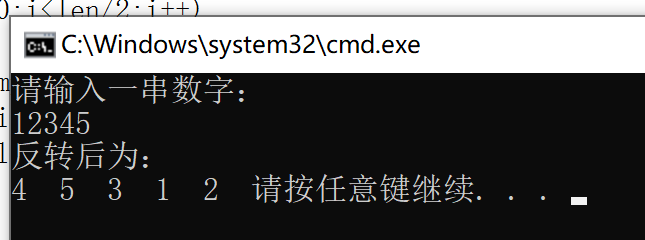 0;i<len/2;i++)
C:\Windows\system32\cmd.exe
请输入一串数字：
12345
反转后为：
4 5 3 1 2 请按任意键继续. . .